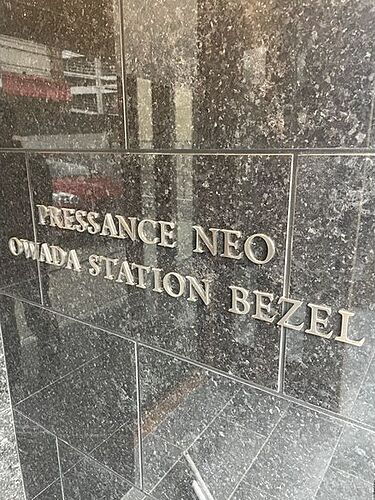 PRESSANCE NEO
OWADA STATION BEZEL